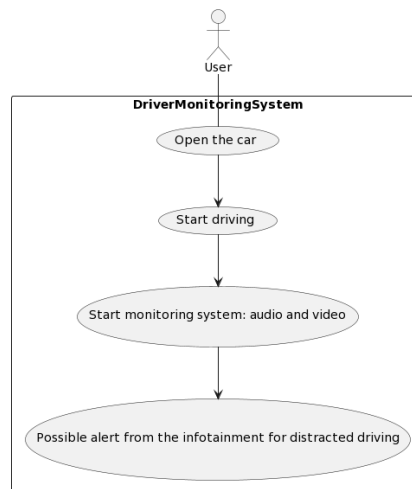 User
DriverMonitoringSystem
Open the car
Start driving
Start monitoring system: audio and video
Possible alert from the infotainment for distracted driving